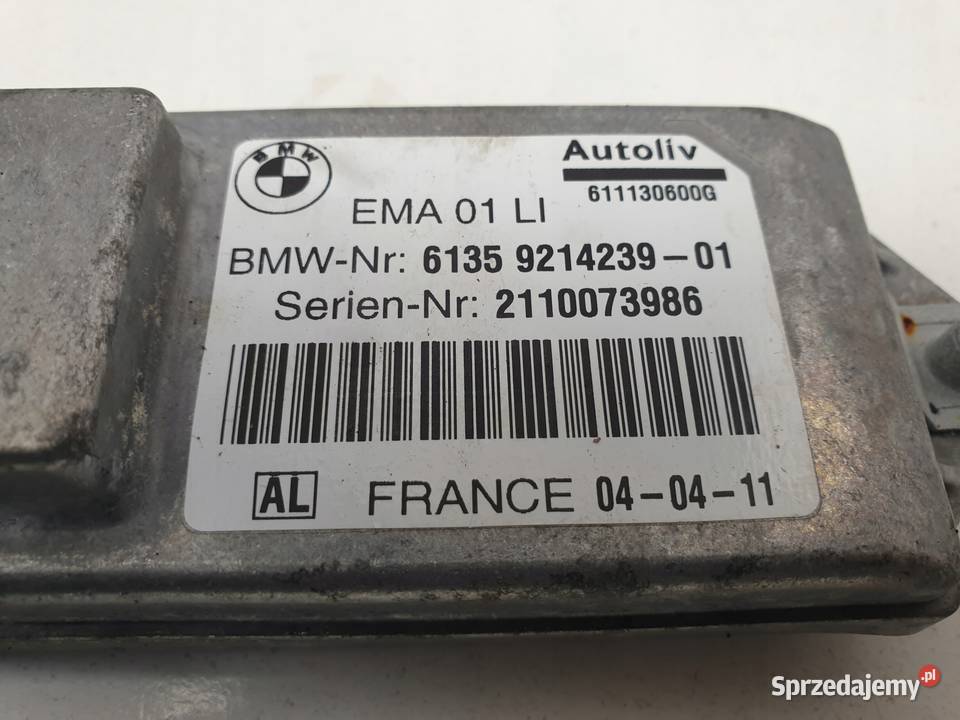 BMW
Autoliv
611130600G
EMA 01 LI
BMW-Nr: 6135 9214239-01
Serien-Nr: 2110073986
AL FRANCE 04-04-11
Sprzedajemy.pl